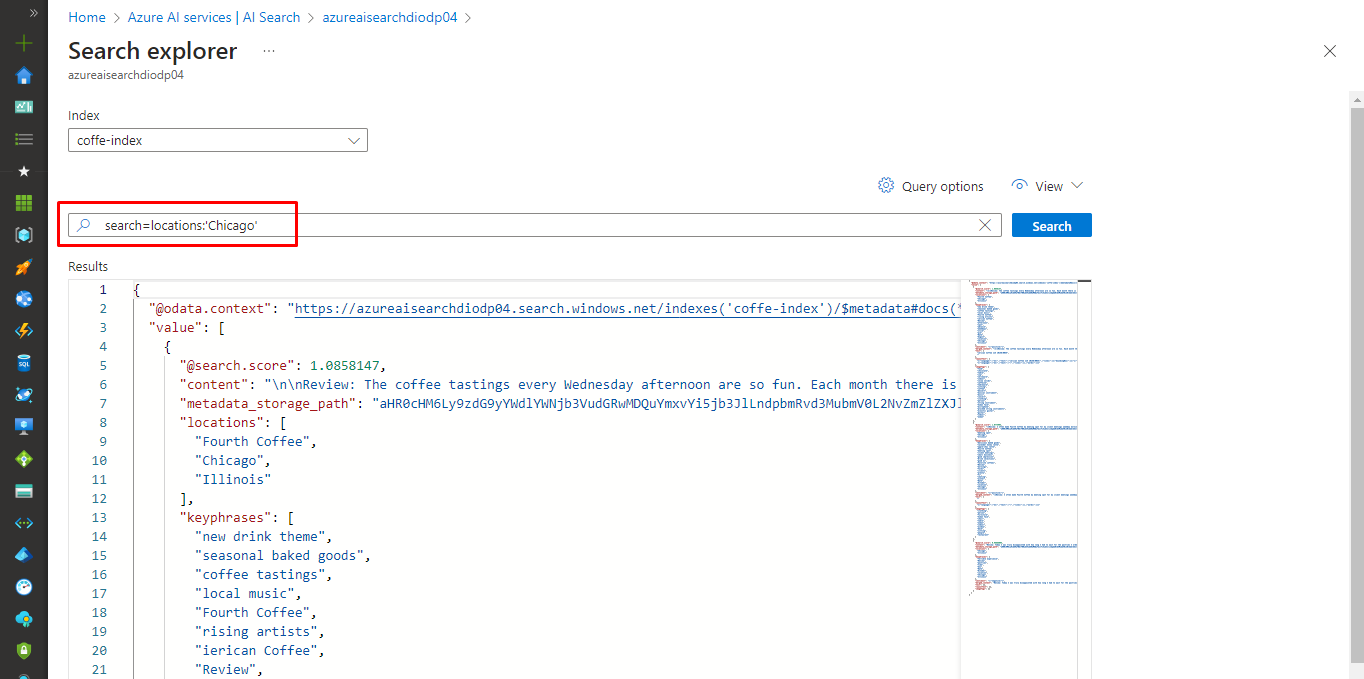 Home > Azure AI services | AI Search > azureaisearchdiodp04 >
Search explorer ...
azureaisearchdiodp04
Index
coffe-index
Query options View
search=locations:'Chicago'
Search
Results
1 {
2 "@odata.context": "https://azureaisearchdiodp04.search.windows.net/indexes('coffe-index')/$metadata#docs(*
3 "value": [
4 {
5 "@search.score": 1.0858147,
6 "content": "\n\nReview: The coffee tastings every Wednesday afternoon are so fun. Each month there is
7 "metadata_storage_path":
8 "locations": [
9 "Fourth Coffee",
10 "Chicago",
11 "Illinois"
12 ],
13 "keyphrases": [
14 "new drink theme",
15 "seasonal baked goods",
16 "coffee tastings",
17 "local music",
18 "Fourth Coffee",
19 "rising artists",
20 "ierican Coffee",
21 "Review",